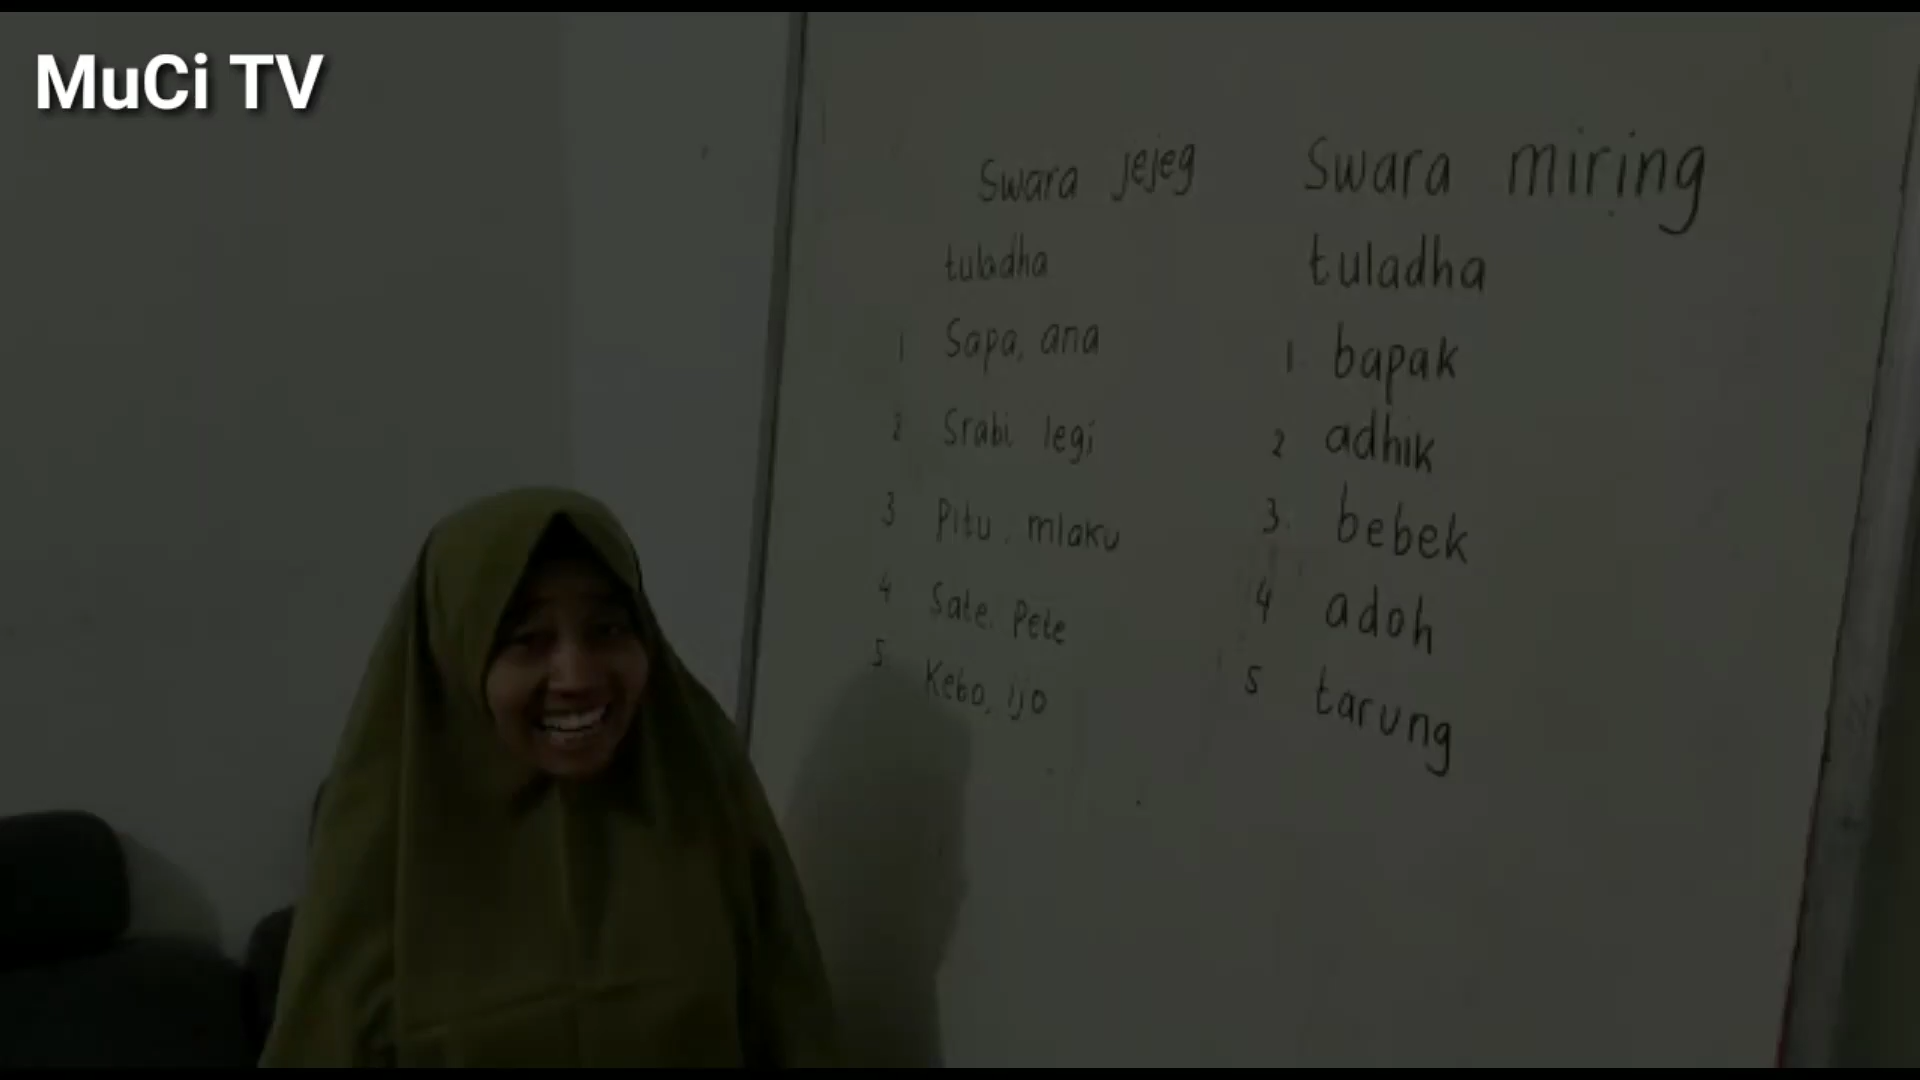 MuCi TV
Swara jejeg
tuladha
1 Sapa, ana
2 Srabi legi
3 Pitu, mlaku
4 Sate, Pete
5 Kebo, ijo
Swara miring
tuladha
1 bapak
2 adhik
3. bebek
4 adoh
5 tarung